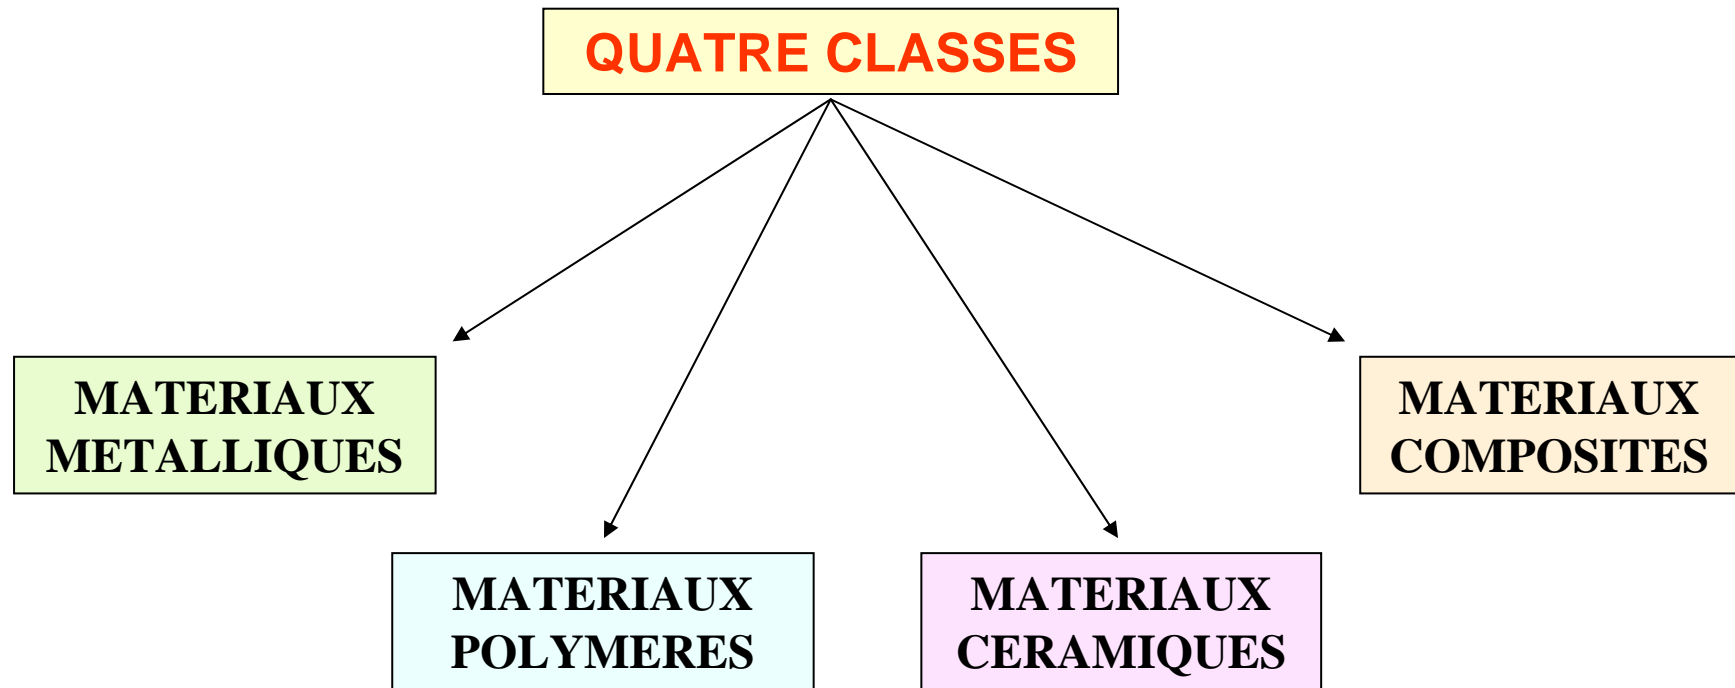 QUATRE CLASSES
MATERIAUX
METALLIQUES
MATERIAUX
POLYMERES
MATERIAUX
CERAMIQUES
MATERIAUX
COMPOSITES